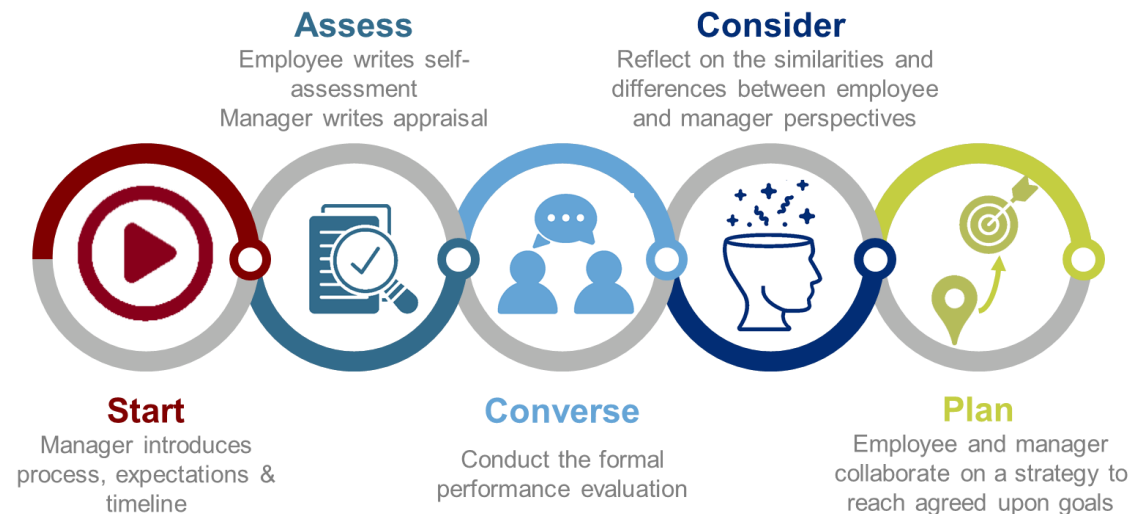 Assess
Employee writes self-
assessment
Manager writes appraisal
Consider
Reflect on the similarities and
differences between employee
and manager perspectives
Start
Manager introduces
process, expectations &
timeline
Converse
Conduct the formal
performance evaluation
Plan
Employee and manager
collaborate on a strategy to
reach agreed upon goals